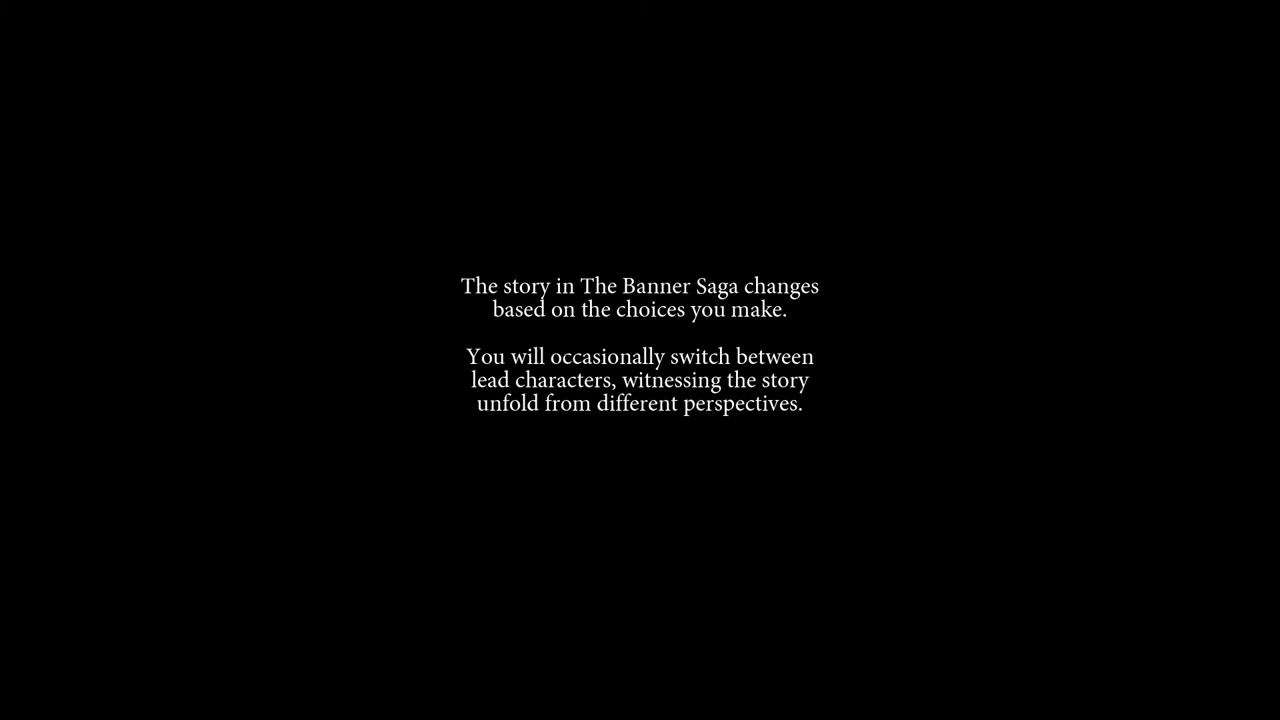 The story in The Banner Saga changes
based on the choices you make.
You will occasionally switch between
lead characters, witnessing the story
unfold from different perspectives.